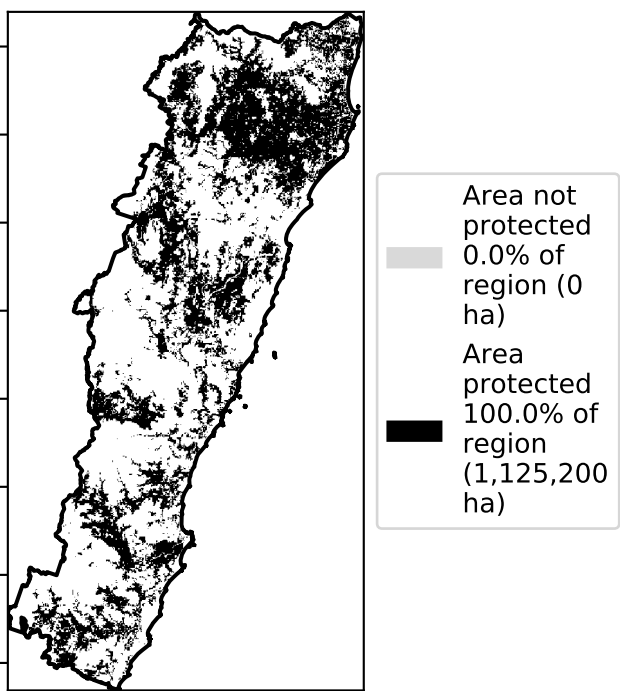 Area not
protected
0.0% of
region (0
ha)
Area
protected
100.0% of
region
(1,125,200
ha)